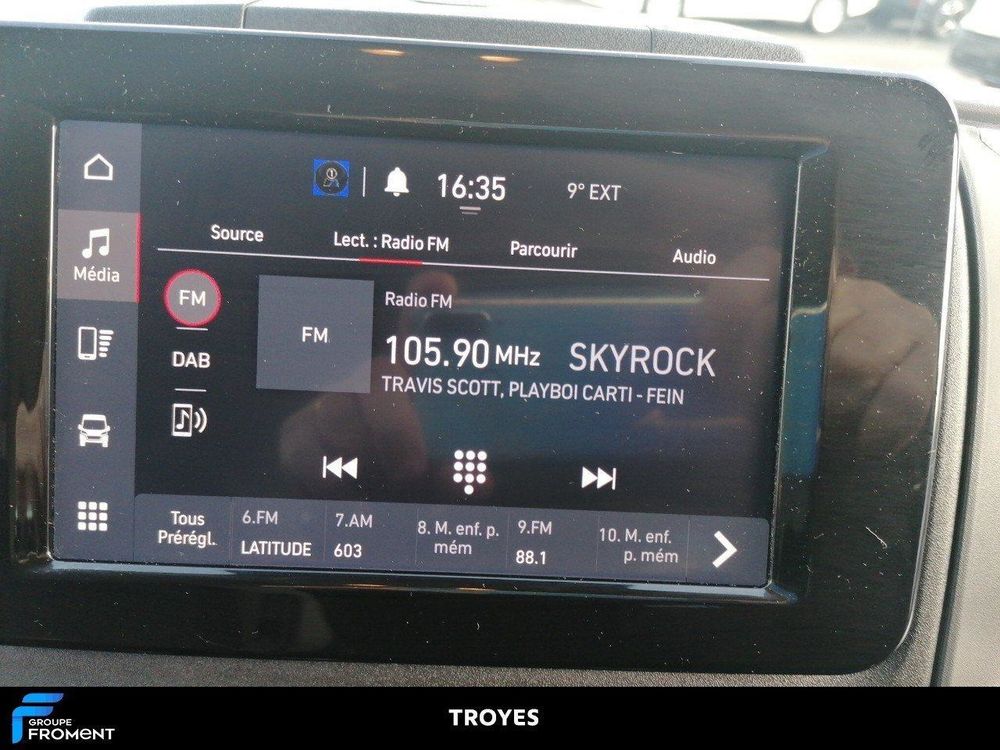 16:35
9° EXT
Source
Lect. : Radio FM
Parcourir
Audio
Média
FM
DAB
FM
Radio FM
105.90 MHz SKYROCK
TRAVIS SCOTT, PLAYBOI CARTI - FEIN
Tous
Prérégl.
6.FM
LATITUDE
7.AM
603
8. M. enf. p.
mém
9.FM
88.1
10. M. enf.
p. mém
GROUPE
FROMENT
TROYES